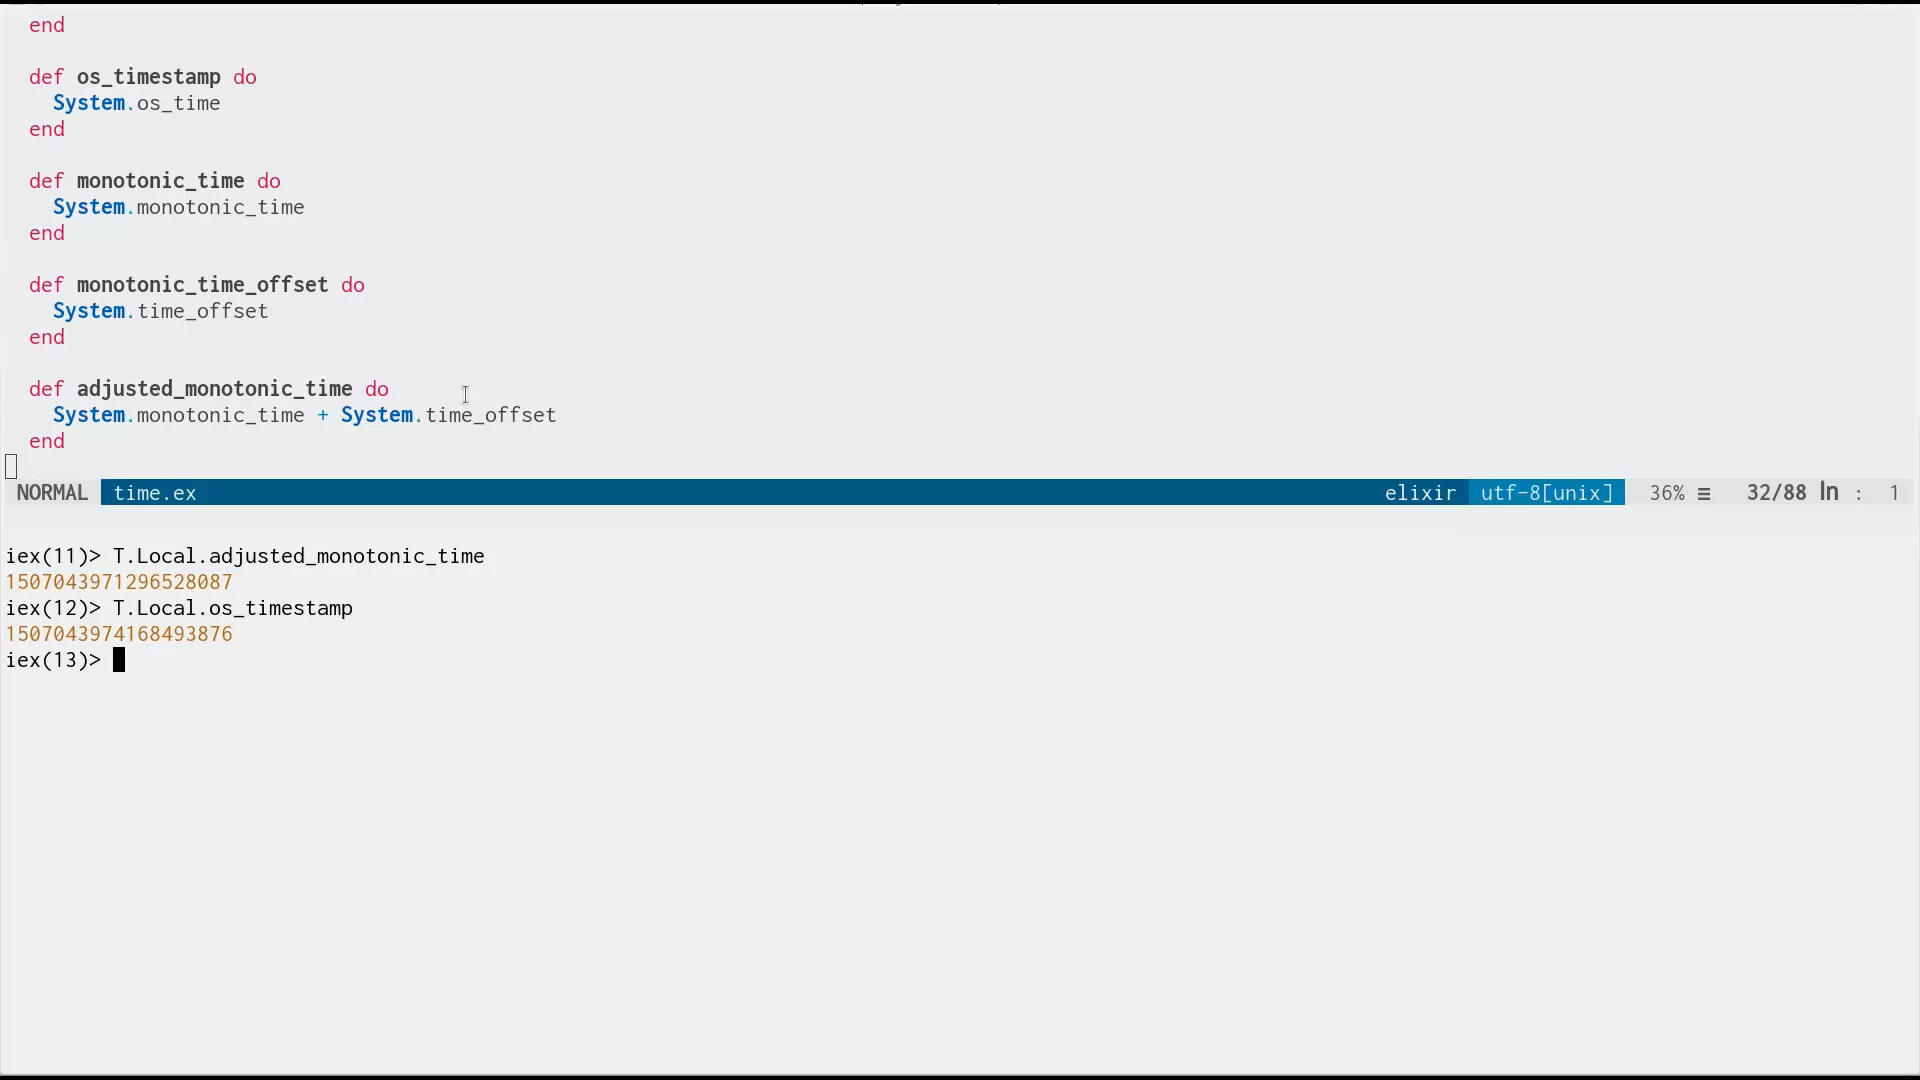 end
def os_timestamp do
System.os_time
end
def monotonic_time do
System.monotonic_time
end
def monotonic_time_offset do
System.time_offset
end
def adjusted_monotonic_time do
System.monotonic_time + System.time_offset
end
NORMAL time.ex elixir utf-8[unix] 36% ≡ 32/88 ln : 1
iex(11)> T.Local.adjusted_monotonic_time
1507043971296528087
iex(12)> T.Local.os_timestamp
1507043974168493876
iex(13)>